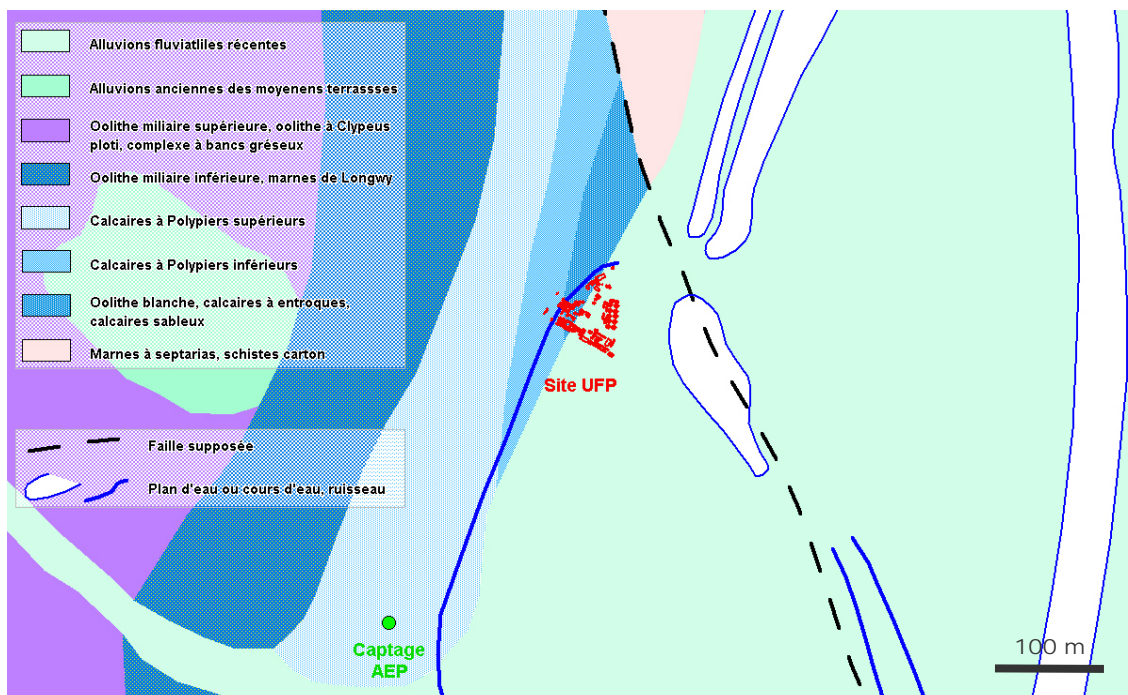 Alluvions fluviatliles récentes
Alluvions anciennes des moyenens terrassses
Oolithe miliaire supérieure, oolithe à Clypeus
ploti, complexe à bancs gréseux
Oolithe miliaire inférieure, marnes de Longwy
Calcaires à Polypiers supérieurs
Calcaires à Polypiers inférieurs
Oolithe blanche, calcaires à entroques,
calcaires sableux
Marnes à septarias, schistes carton
Site UFP
Faille supposée
Plan d'eau ou cours d'eau, ruisseau
Captage
AEP
100 m